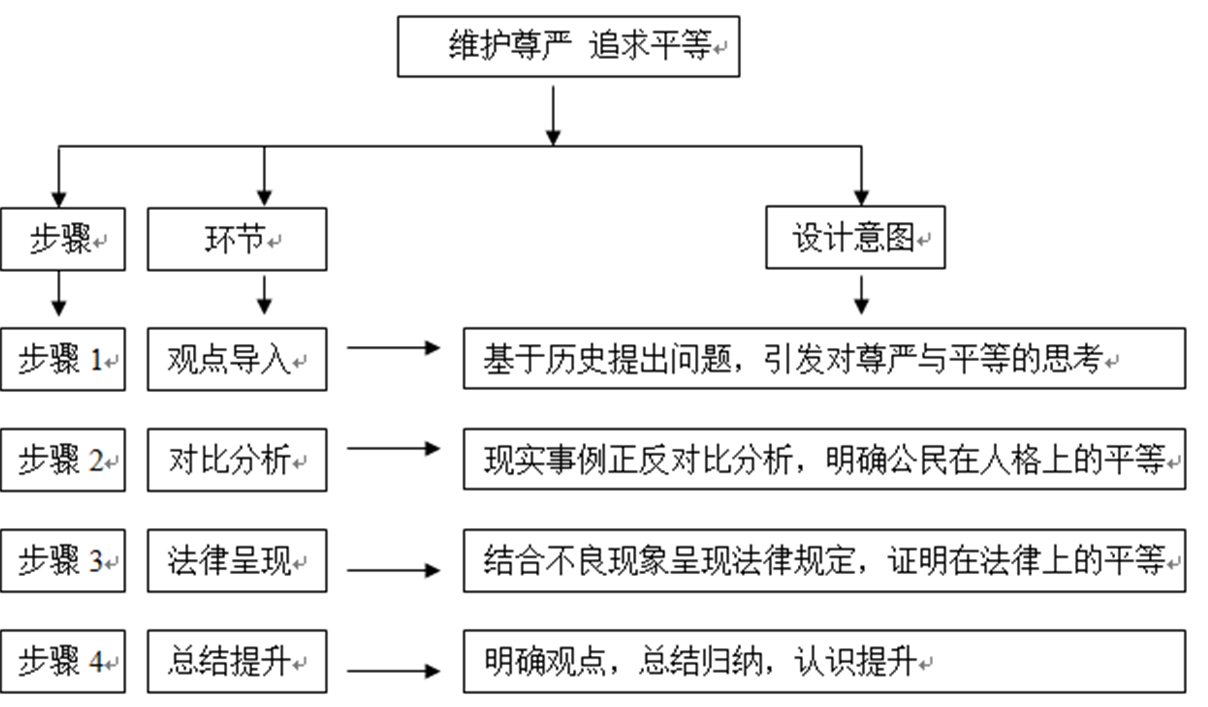 维护尊严 追求平等↵
步骤↵
环节↵
设计意图↵
步骤 1↵
观点导入↵
基于历史提出问题，引发对尊严与平等的思考↵
步骤 2↵
对比分析↵
现实事例正反对比分析，明确公民在人格上的平等↵
步骤 3↵
法律呈现↵
结合不良现象呈现法律规定，证明在法律上的平等↵
步骤 4↵
总结提升↵
明确观点，总结归纳，认识提升↵